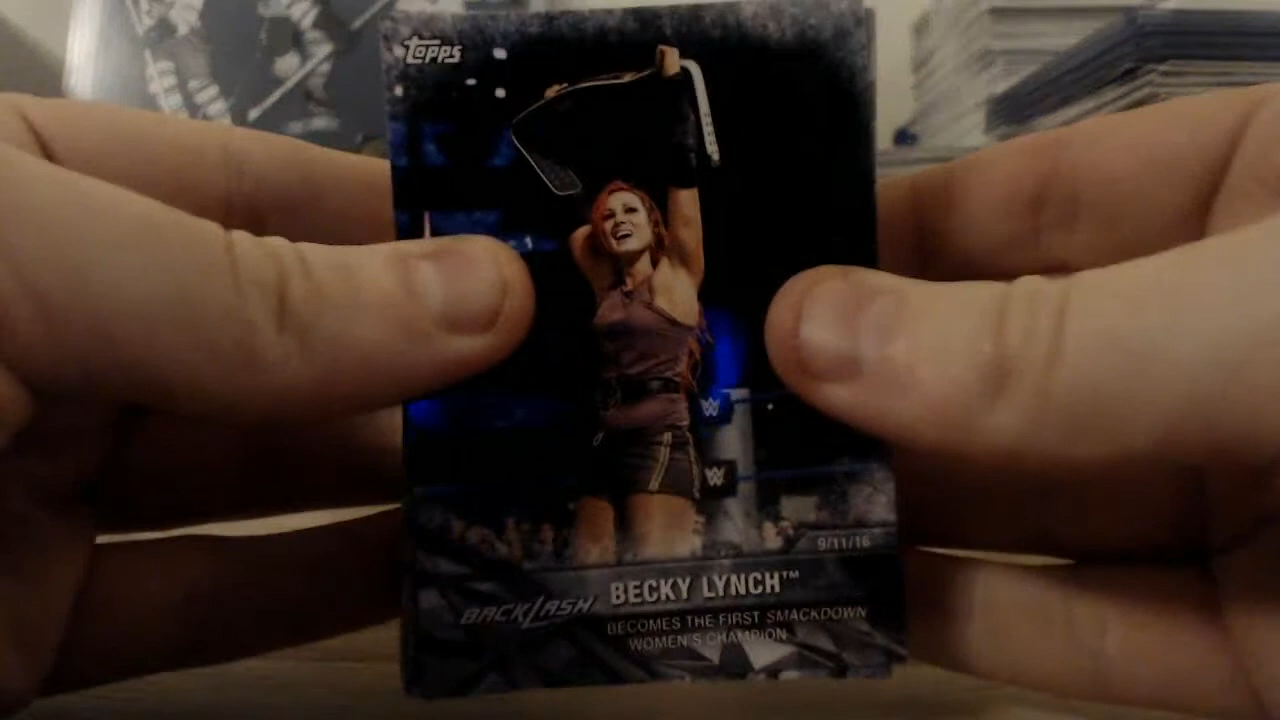 Topps
W
W
9/11/16
BACKLASH
BECKY LYNCH™
BECOMES THE FIRST SMACKDOWN
WOMEN'S CHAMPION